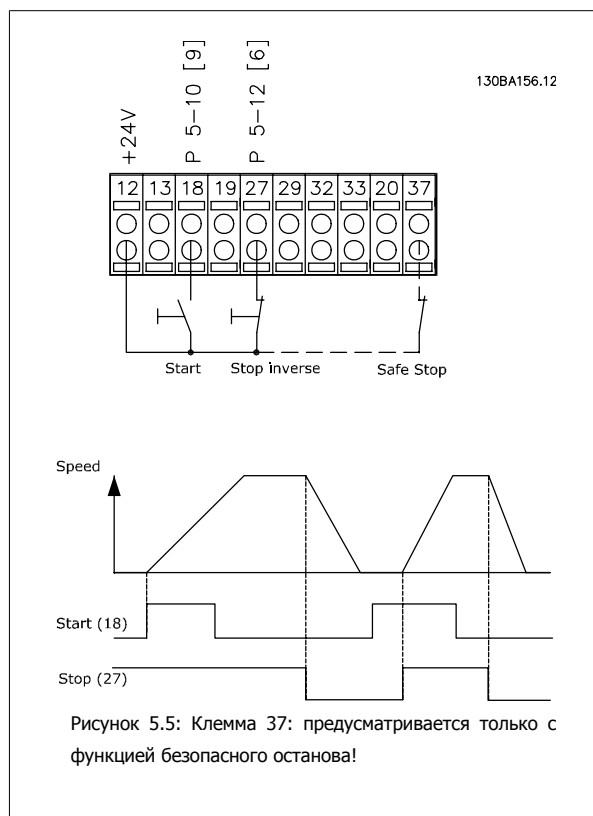 +24V
P 5-10 [9]
P 5-12 [6]
130BA156.12
12 13 18 19 27 29 32 33 20 37
Start Stop inverse Safe Stop
Speed
Start (18)
Stop (27)
Рисунок 5.5: Клемма 37: предусматривается только с
функцией безопасного останова!